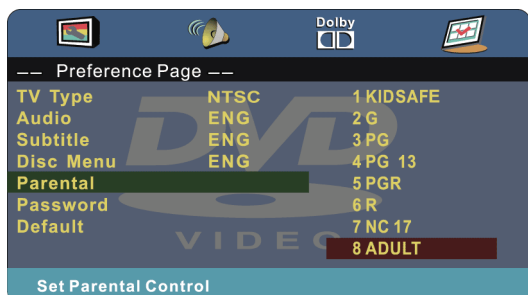 Dolby
-- Preference Page --
TV Type NTSC 1 KIDSAFE
Audio ENG 2 G
Subtitle ENG 3 PG
Disc Menu ENG 4 PG 13
Parental 5 PGR
Password 6 R
Default 7 NC 17
8 ADULT
DVD
VIDEO
Set Parental Control